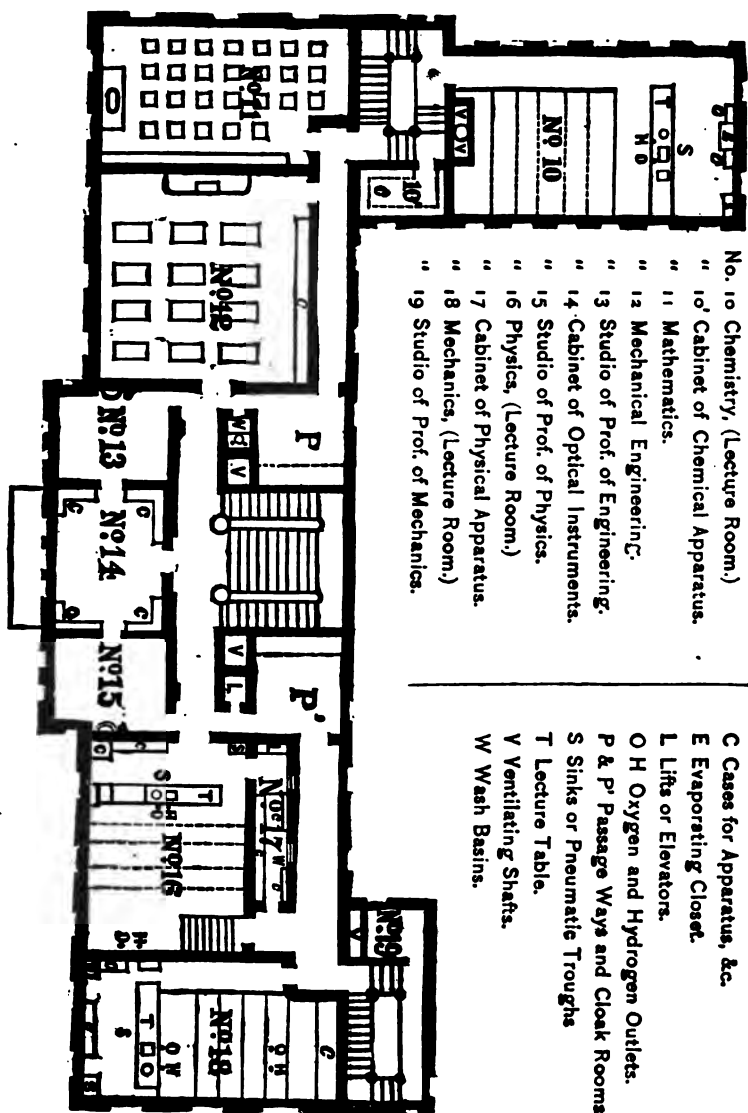 No. 10 Chemistry, (Lecture Room.)
" 10' Cabinet of Chemical Apparatus.
" 11 Mathematics.
" 12 Mechanical Engineering.
" 13 Studio of Prof. of Engineering.
" 14 Cabinet of Optical Instruments.
" 15 Studio of Prof. of Physics.
" 16 Physics, (Lecture Room.)
" 17 Cabinet of Physical Apparatus.
" 18 Mechanics, (Lecture Room.)
" 19 Studio of Prof. of Mechanics.
C Cases for Apparatus, &c.
E Evaporating Closet.
L Lifts or Elevators.
O H Oxygen and Hydrogen Outlets.
P & P' Passage Ways and Cloak Rooms
S Sinks or Pneumatic Troughs
T Lecture Table.
V Ventilating Shafts.
W Wash Basins.
No. 10
T
S
H O
V
V
10'
C
No. 11
No. 12
C
No. 13
No. 14
C
C
C
No. 15
P
W
V
P'
V
L
No. 16
T
S
C
C
S
No. 17
W
No. 18
T
S
C
O H
No. 19
V